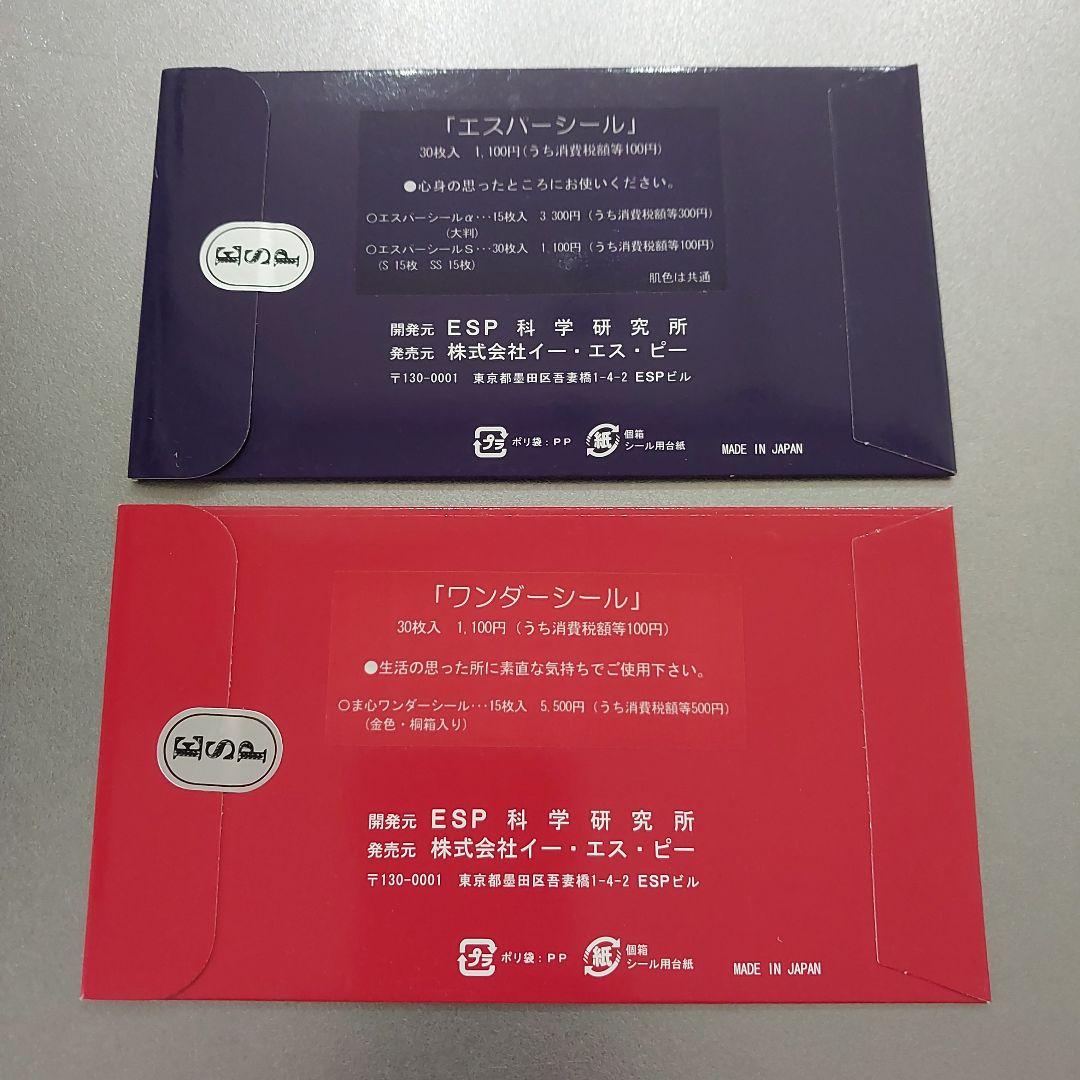 「エスパーシール」
30枚入　1,100円(うち消費税額等100円)
●心身の思ったところにお使いください。
○エスパーシールα･･･15枚入　3 300円 (うち消費税額等300円)
(大判)
○エスパーシールS･･･30枚入　1,100円 (うち消費税額等100円)
(S 15枚　SS 15枚)
肌色は共通
ESP
開発元 ESP 科学研究所
発売元 株式会社イー・エス・ピー
〒130-0001　東京都墨田区吾妻橋1-4-2 ESPビル
プラ ポリ袋：PP 紙 個箱
シール用台紙
MADE IN JAPAN
「ワンダーシール」
30枚入　1,100円 (うち消費税額等100円)
●生活の思った所に素直な気持ちでご使用下さい。
○ま心ワンダーシール･･･15枚入　5,500円 (うち消費税額等500円)
(金色・桐箱入り)
ESP
開発元 ESP 科学研究所
発売元 株式会社イー・エス・ピー
〒130-0001　東京都墨田区吾妻橋1-4-2 ESPビル
プラ ポリ袋：PP 紙 個箱
シール用台紙
MADE IN JAPAN